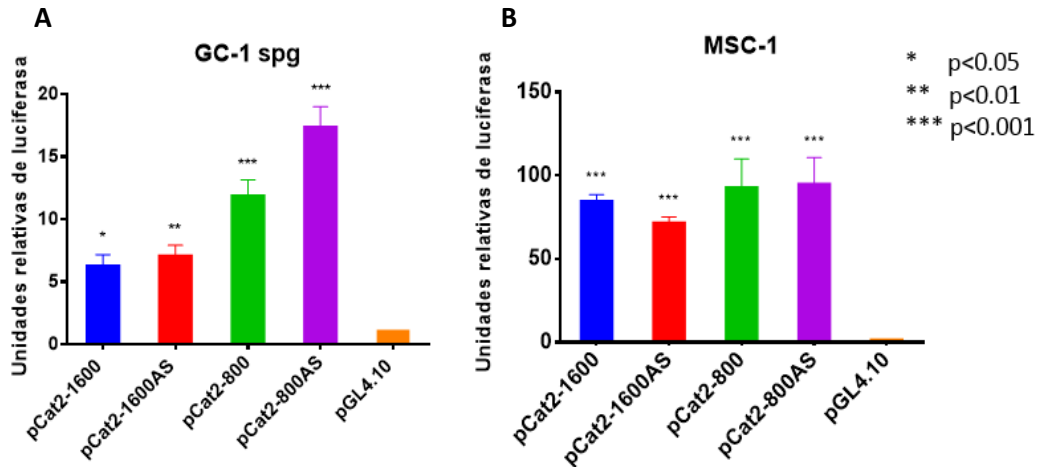 A
GC-1 spg
Unidades relativas de luciferasa
20
15
10
5
0
*
**
***
***
pCat2-1600
pCat2-1600AS
pCat2-800
pCat2-800AS
pGL4.10
B
MSC-1
Unidades relativas de luciferasa
150
100
50
0
***
***
***
***
pCat2-1600
pCat2-1600AS
pCat2-800
pCat2-800AS
pGL4.10
* p<0.05
** p<0.01
*** p<0.001